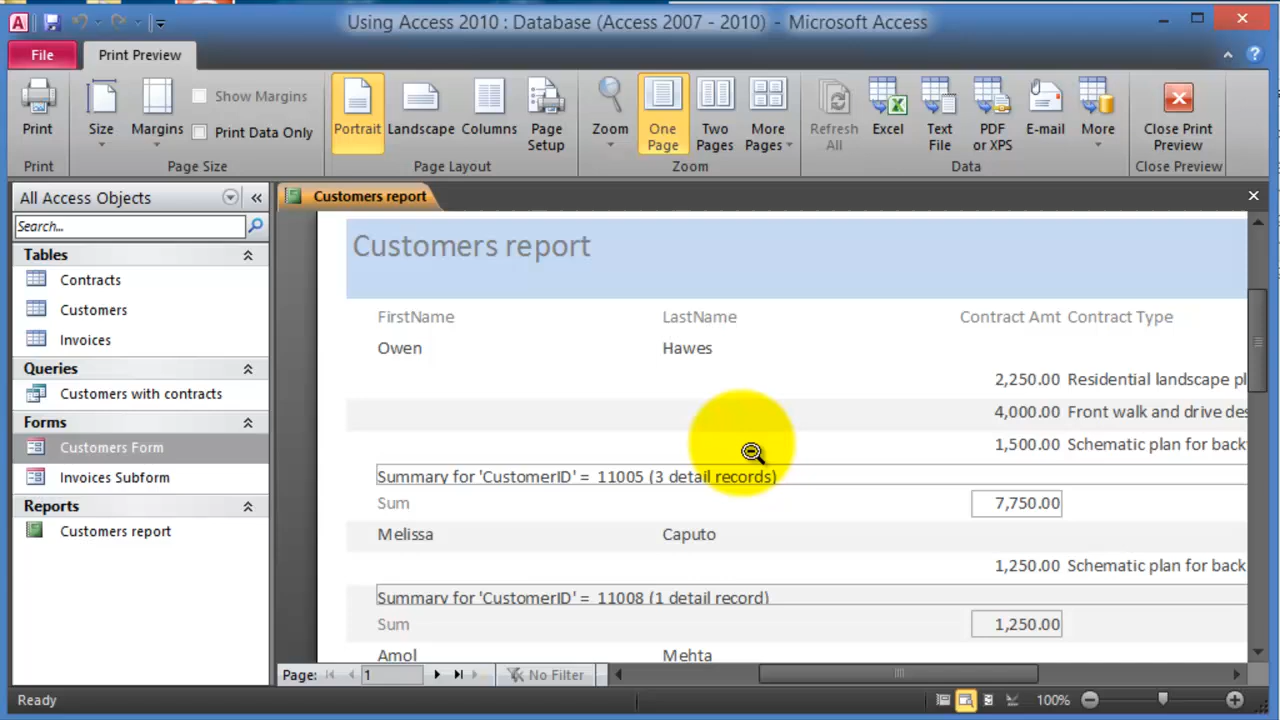 Using Access 2010 : Database (Access 2007 - 2010) - Microsoft Access
File Print Preview
Print
Size
Margins
Show Margins
Print Data Only
Portrait
Landscape
Columns
Page Setup
Zoom
One Page
Two Pages
More Pages
Refresh All
Excel
Text File
PDF or XPS
E-mail
More
Close Print Preview
Print Page Size Page Layout Zoom Data Close Preview
All Access Objects
Search...
Tables
Contracts
Customers
Invoices
Queries
Customers with contracts
Forms
Customers Form
Invoices Subform
Reports
Customers report
Customers report
Customers report
FirstName LastName Contract Amt Contract Type
Owen Hawes
2,250.00 Residential landscape pl
4,000.00 Front walk and drive des
1,500.00 Schematic plan for back
Summary for 'CustomerID' = 11005 (3 detail records)
Sum 7,750.00
Melissa Caputo
1,250.00 Schematic plan for back
Summary for 'CustomerID' = 11008 (1 detail record)
Sum 1,250.00
Amol Mehta
Page: 1 No Filter
Ready 100%